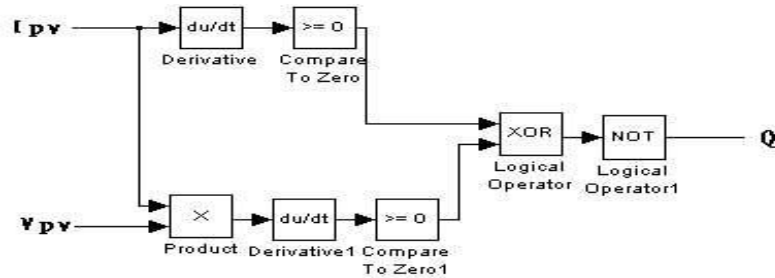 Ipv
du/dt
>= 0
Derivative
Compare
To Zero
XOR
NOT
Q
Logical
Operator
Logical
Operator1
Vpv
X
du/dt
>= 0
Product
Derivative1
Compare
To Zero1